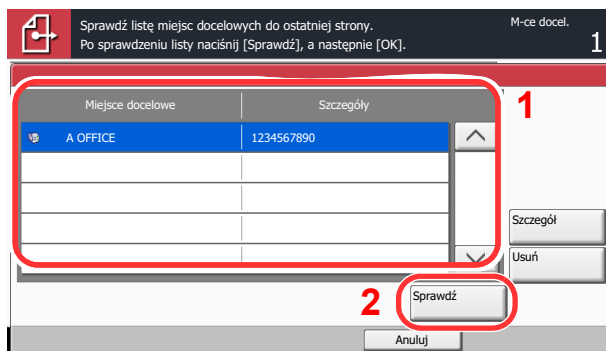 Sprawdź listę miejsc docelowych do ostatniej strony.
Po sprawdzeniu listy naciśnij [Sprawdź], a następnie [OK].
M-ce docel.
1
1
Miejsce docelowe Szczegóły
A OFFICE 1234567890
Szczegół
Usuń
2
Sprawdź
Anuluj